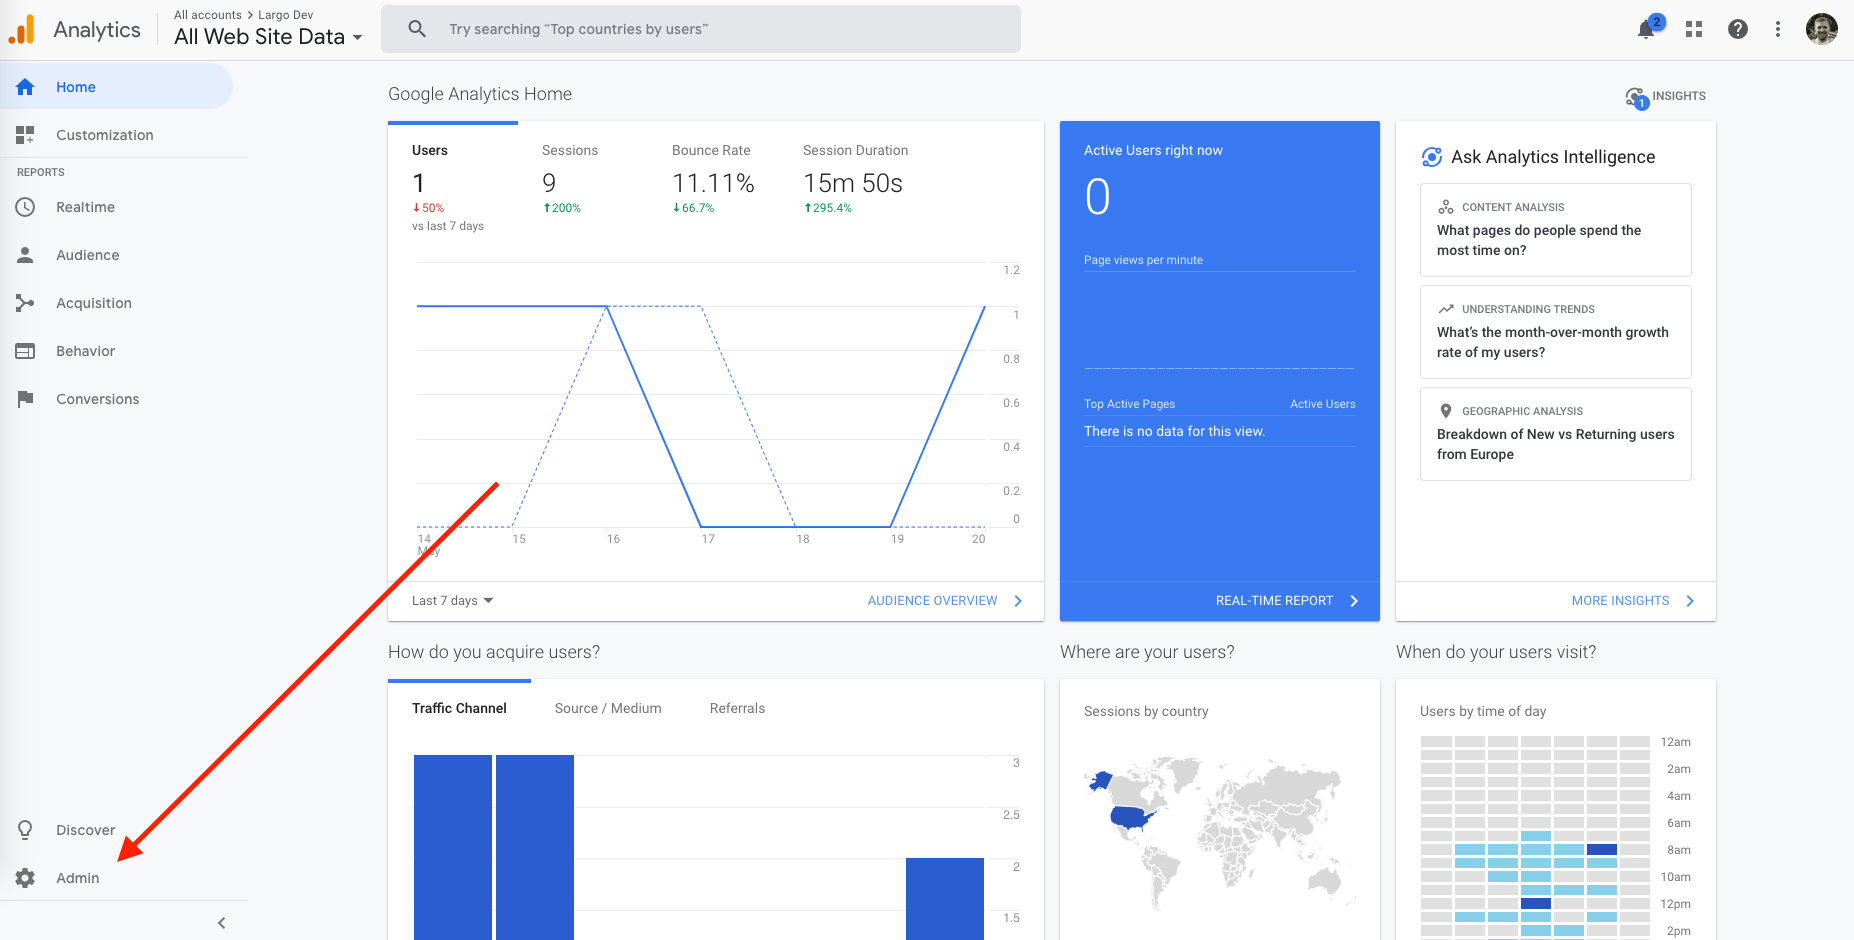 Analytics
All accounts > Largo Dev
All Web Site Data
Try searching “Top countries by users”
2
Home
Customization
REPORTS
Realtime
Audience
Acquisition
Behavior
Conversions
Discover
Admin
Google Analytics Home
1
INSIGHTS
Users
1
50%
vs last 7 days
Sessions
9
200%
Bounce Rate
11.11%
66.7%
Session Duration
15m 50s
295.4%
1.2
1
0.8
0.6
0.4
0.2
0
14
May
15
16
17
18
19
20
Last 7 days
AUDIENCE OVERVIEW
Active Users right now
0
Page views per minute
Top Active Pages
Active Users
There is no data for this view.
REAL-TIME REPORT
Ask Analytics Intelligence
CONTENT ANALYSIS
What pages do people spend the
most time on?
UNDERSTANDING TRENDS
What’s the month-over-month growth
rate of my users?
GEOGRAPHIC ANALYSIS
Breakdown of New vs Returning users
from Europe
MORE INSIGHTS
How do you acquire users?
Traffic Channel
Source / Medium
Referrals
3
2.5
2
1.5
Where are your users?
Sessions by country
When do your users visit?
Users by time of day
12am
2am
4am
6am
8am
10am
12pm
2pm